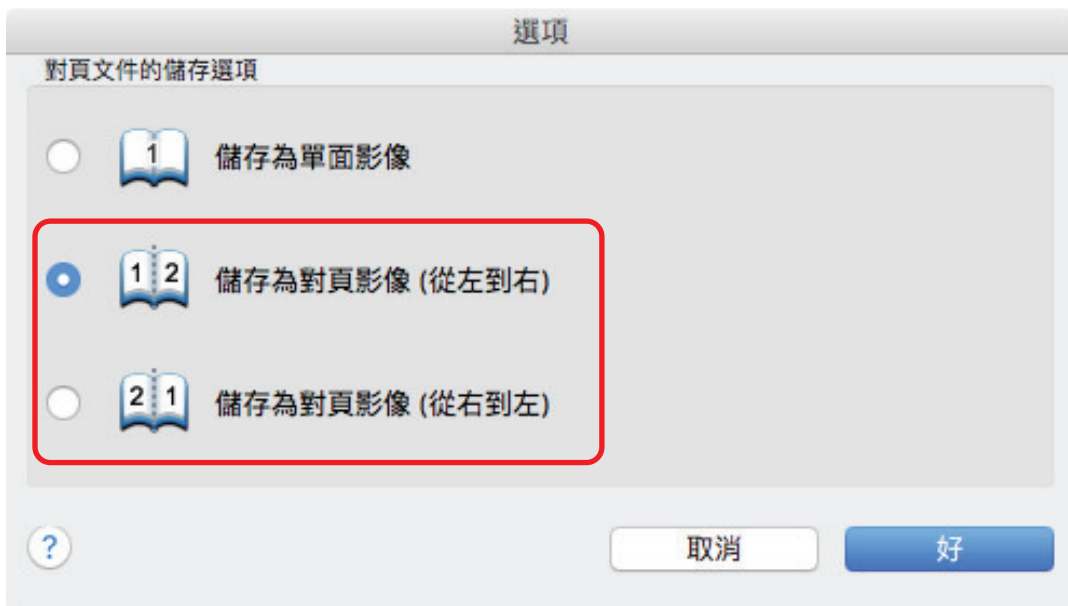 選項
對頁文件的儲存選項
1 儲存為單面影像
1 2 儲存為對頁影像 (從左到右)
2 1 儲存為對頁影像 (從右到左)
? 取消 好